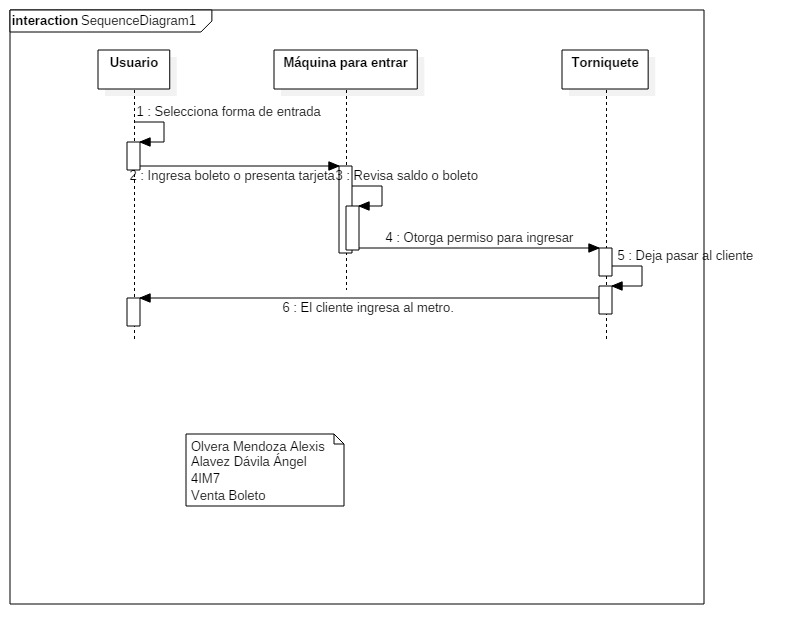 interaction SequenceDiagram1
Usuario
Máquina para entrar
Torniquete
1 : Selecciona forma de entrada
2 : Ingresa boleto o presenta tarjeta
3 : Revisa saldo o boleto
4 : Otorga permiso para ingresar
5 : Deja pasar al cliente
6 : El cliente ingresa al metro.
Olvera Mendoza Alexis
Alavez Dávila Ángel
4IM7
Venta Boleto